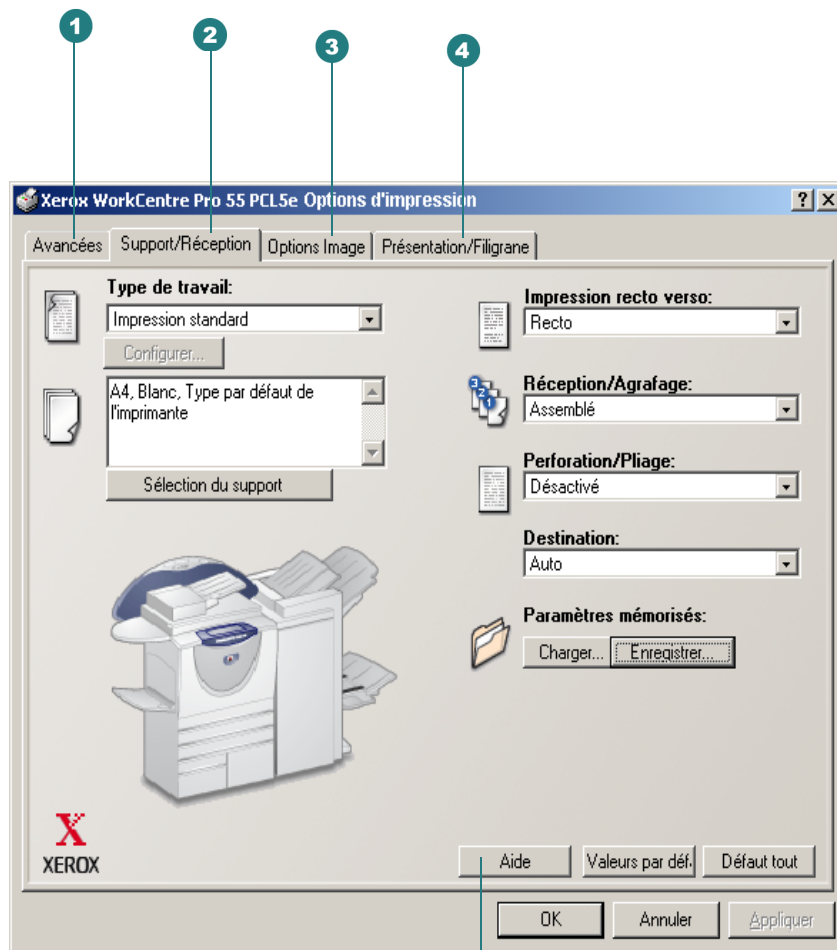 1
2
3
4
Xerox WorkCentre Pro 55 PCL5e Options d'impression
Avancées Support/Réception Options Image Présentation/Filigrane
Type de travail:
Impression standard
Configurer...
A4, Blanc, Type par défaut de
l'imprimante
Sélection du support
Impression recto verso:
Recto
3
2
1
Réception/Agrafage:
Assemblé
Perforation/Pliage:
Désactivé
Destination:
Auto
Paramètres mémorisés:
Charger... Enregistrer...
X
XEROX
Aide Valeurs par déf. Défaut tout
OK Annuler Appliquer